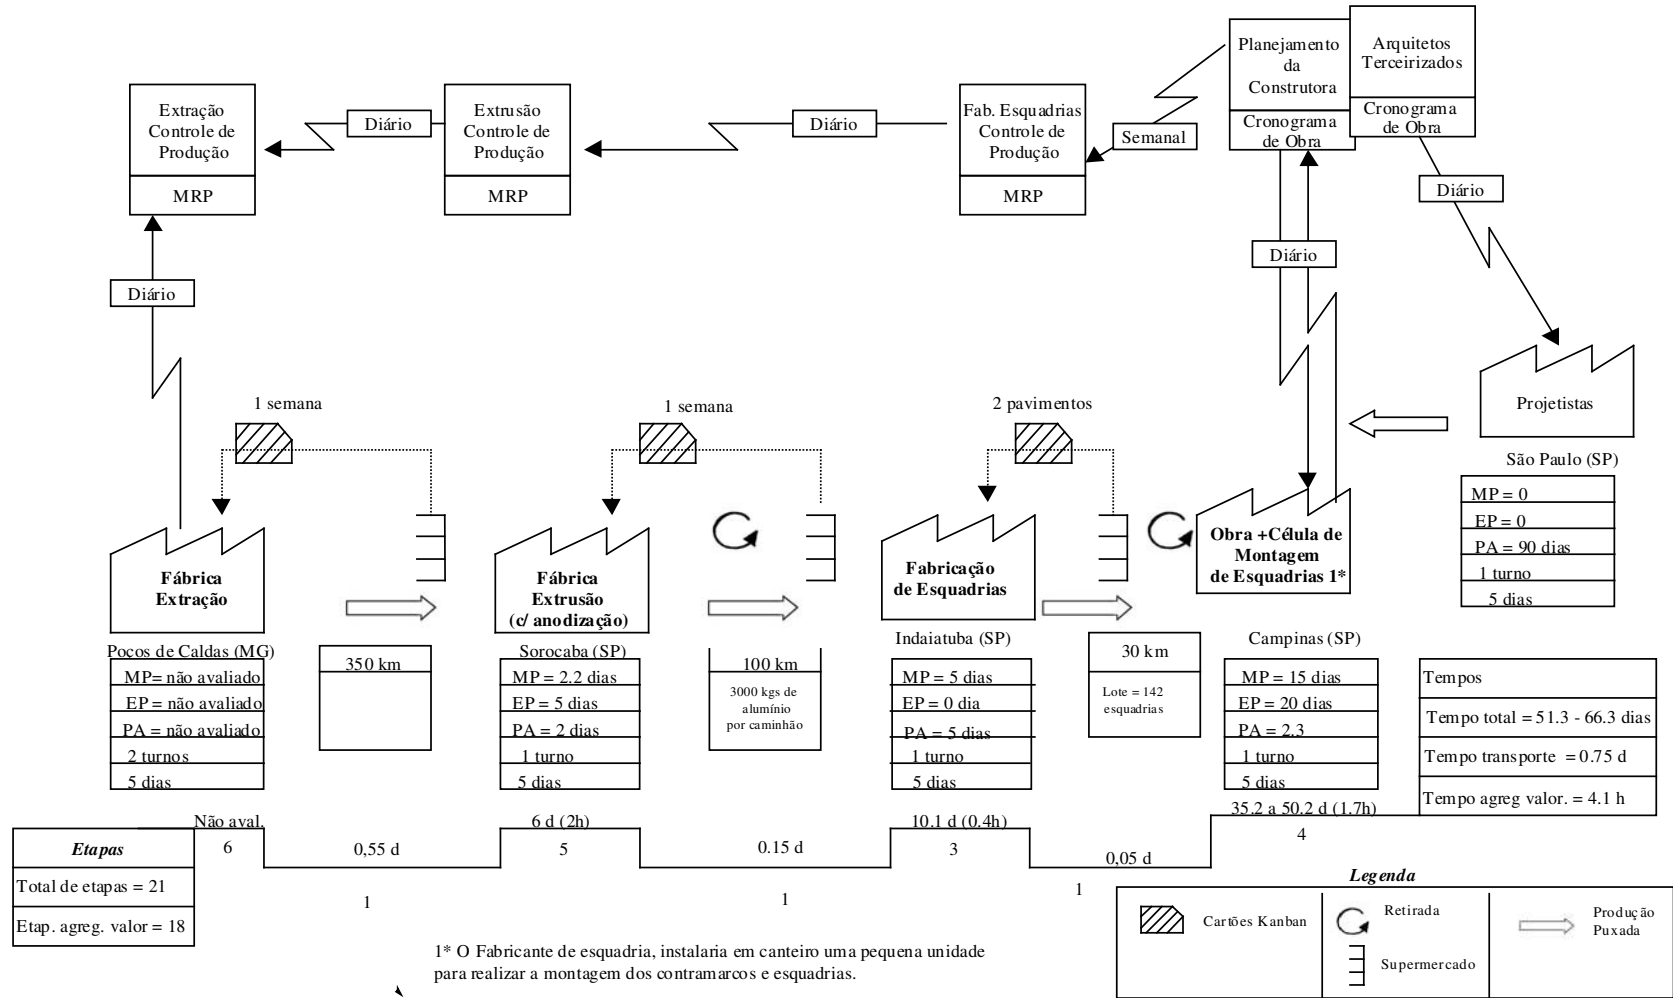 Planejamento
da
Construtora
Cronograma
de Obra
Arquitetos
Terceirizados
Cronograma
de Obra
Extração
Controle de
Produção
MRP
Diário
Extrusão
Controle de
Produção
MRP
Diário
Fab. Esquadrias
Controle de
Produção
MRP
Semanal
Diário
Diário
Diário
1 semana
1 semana
2 pavimentos
Projetistas
São Paulo (SP)
MP = 0
EP = 0
PA = 90 dias
1 turno
5 dias
Fábrica
Extração
Fábrica
Extrusão
(c/ anodização)
Fabricação
de Esquadrias
Obra +Célula de
Montagem
de Esquadrias 1*
Pocos de Caldas (MG)
MP= não avaliado
EP = não avaliado
PA = não avaliado
2 turnos
5 dias
350 km
Sorocaba (SP)
MP = 2.2 dias
EP = 5 dias
PA = 2 dias
1 turno
5 dias
100 km
3000 kgs de
alumínio
por caminhão
Indaiatuba (SP)
MP = 5 dias
EP = 0 dia
PA = 5 dias
1 turno
5 dias
30 km
Lote = 142
esquadrias
Campinas (SP)
MP = 15 dias
EP = 20 dias
PA = 2.3
1 turno
5 dias
Tempos
Tempo total = 51.3 - 66.3 dias
Tempo transporte = 0.75 d
Tempo agreg valor. = 4.1 h
Não aval.
6
0,55 d
1
6 d (2h)
5
0.15 d
1
10.1 d (0.4h)
3
0,05 d
1
35.2 a 50.2 d (1.7h)
4
Etapas
Total de etapas = 21
Etap. agreg. valor = 18
1* O Fabricante de esquadria, instalaria em canteiro uma pequena unidade
para realizar a montagem dos contramarcos e esquadrias.
Legenda
Cartões Kanban
Retirada
Supermercado
Produção
Puxada